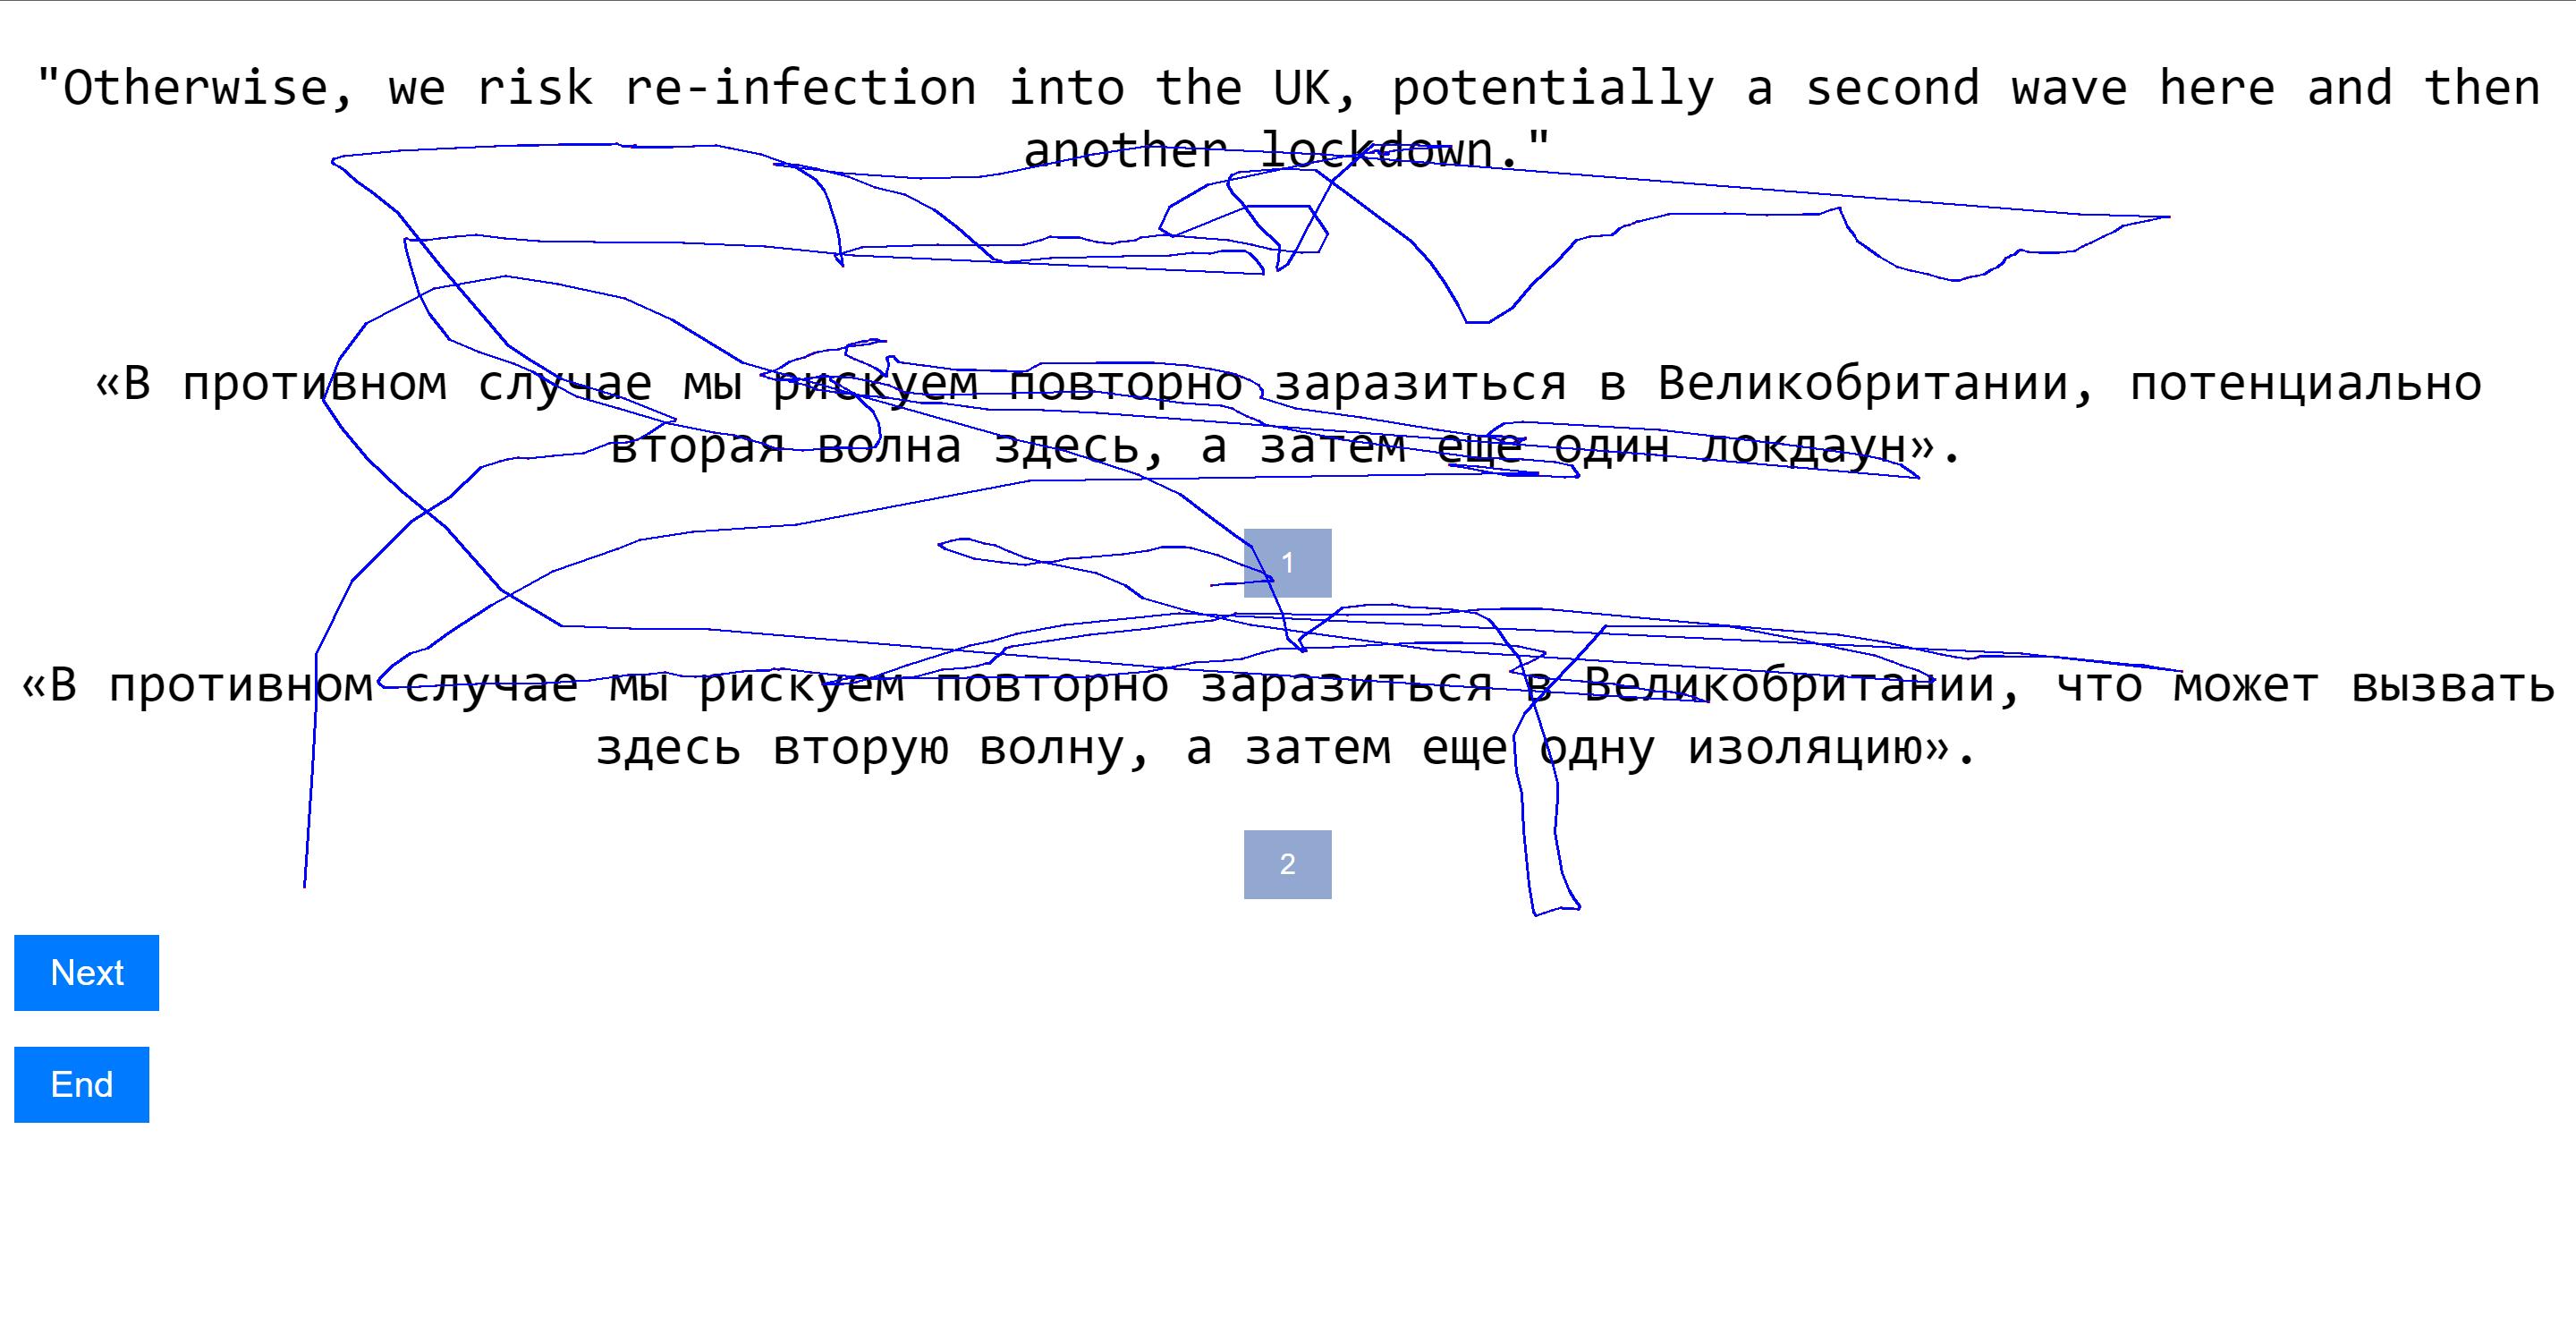 "Otherwise, we risk re-infection into the UK, potentially a second wave here and then
another lockdown."
«В противном случае мы рискуем повторно заразиться в Великобритании, потенциально
вторая волна здесь, а затем еще один локдаун».
1
«В противном случае мы рискуем повторно заразиться в Великобритании, что может вызвать
здесь вторую волну, а затем еще одну изоляцию».
2
Next
End